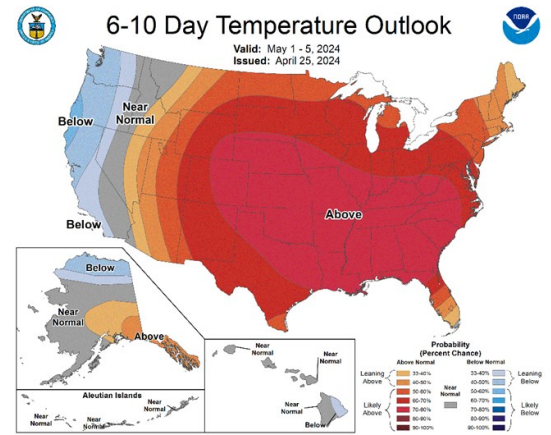 6-10 Day Temperature Outlook
Valid: May 1 - 5, 2024
Issued: April 25, 2024
NOAA
Near
Normal
Below
Below
Above
Below
Near
Normal
Above
Aleutian Islands
Near
Normal
Near
Normal
Near
Normal
Near
Normal
Near
Normal
Near
Normal
Below
Probability
(Percent Chance)
Above Normal
Below Normal
Leaning
Above
33-40%
40-50%
Likely
Above
50-60%
60-70%
70-80%
80-90%
90-100%
Near
Normal
33-40%
40-50%
Leaning
Below
50-60%
60-70%
70-80%
80-90%
90-100%
Likely
Below